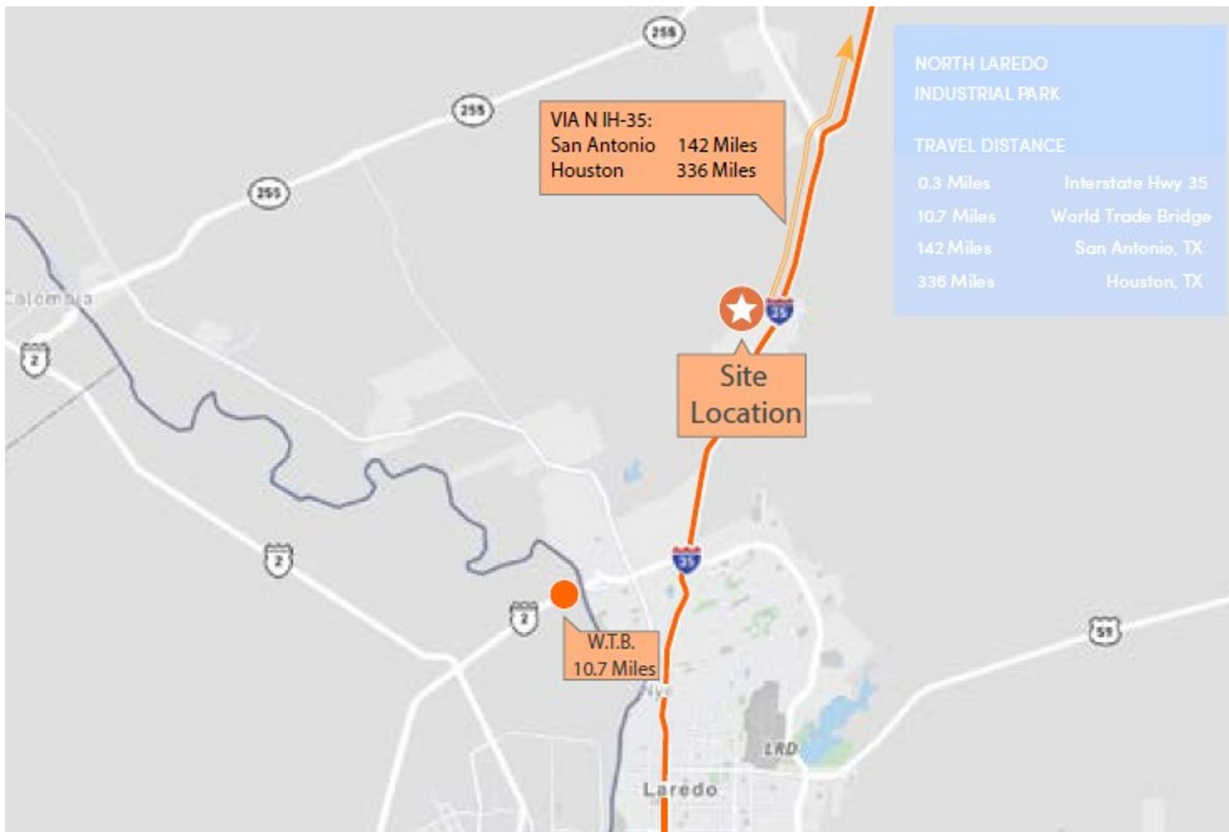 255
255
255
VIA N IH-35:
San Antonio 142 Miles
Houston 336 Miles
NORTH LAREDO
INDUSTRIAL PARK
TRAVEL DISTANCE
0.3 Miles Interstate Hwy 35
10.7 Miles World Trade Bridge
142 Miles San Antonio, TX
336 Miles Houston, TX
Colombia
35
2
Site
Location
2
35
2
W.T.B.
10.7 Miles
59
Nye
LRD
Laredo